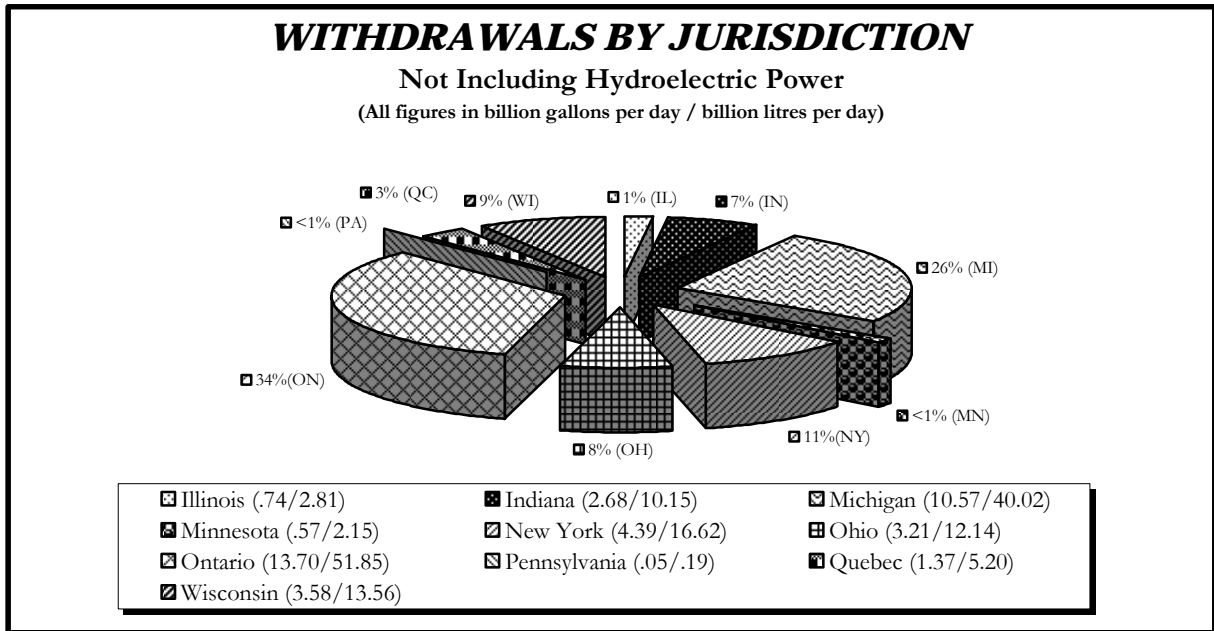 WITHDRAWALS BY JURISDICTION
Not Including Hydroelectric Power
(All figures in billion gallons per day / billion litres per day)
3% (QC)
9% (WI)
1% (IL)
7% (IN)
<1% (PA)
26% (MI)
34%(ON)
<1% (MN)
11%(NY)
8% (OH)
Illinois (.74/2.81)
Indiana (2.68/10.15)
Michigan (10.57/40.02)
Minnesota (.57/2.15)
New York (4.39/16.62)
Ohio (3.21/12.14)
Ontario (13.70/51.85)
Pennsylvania (.05/.19)
Quebec (1.37/5.20)
Wisconsin (3.58/13.56)